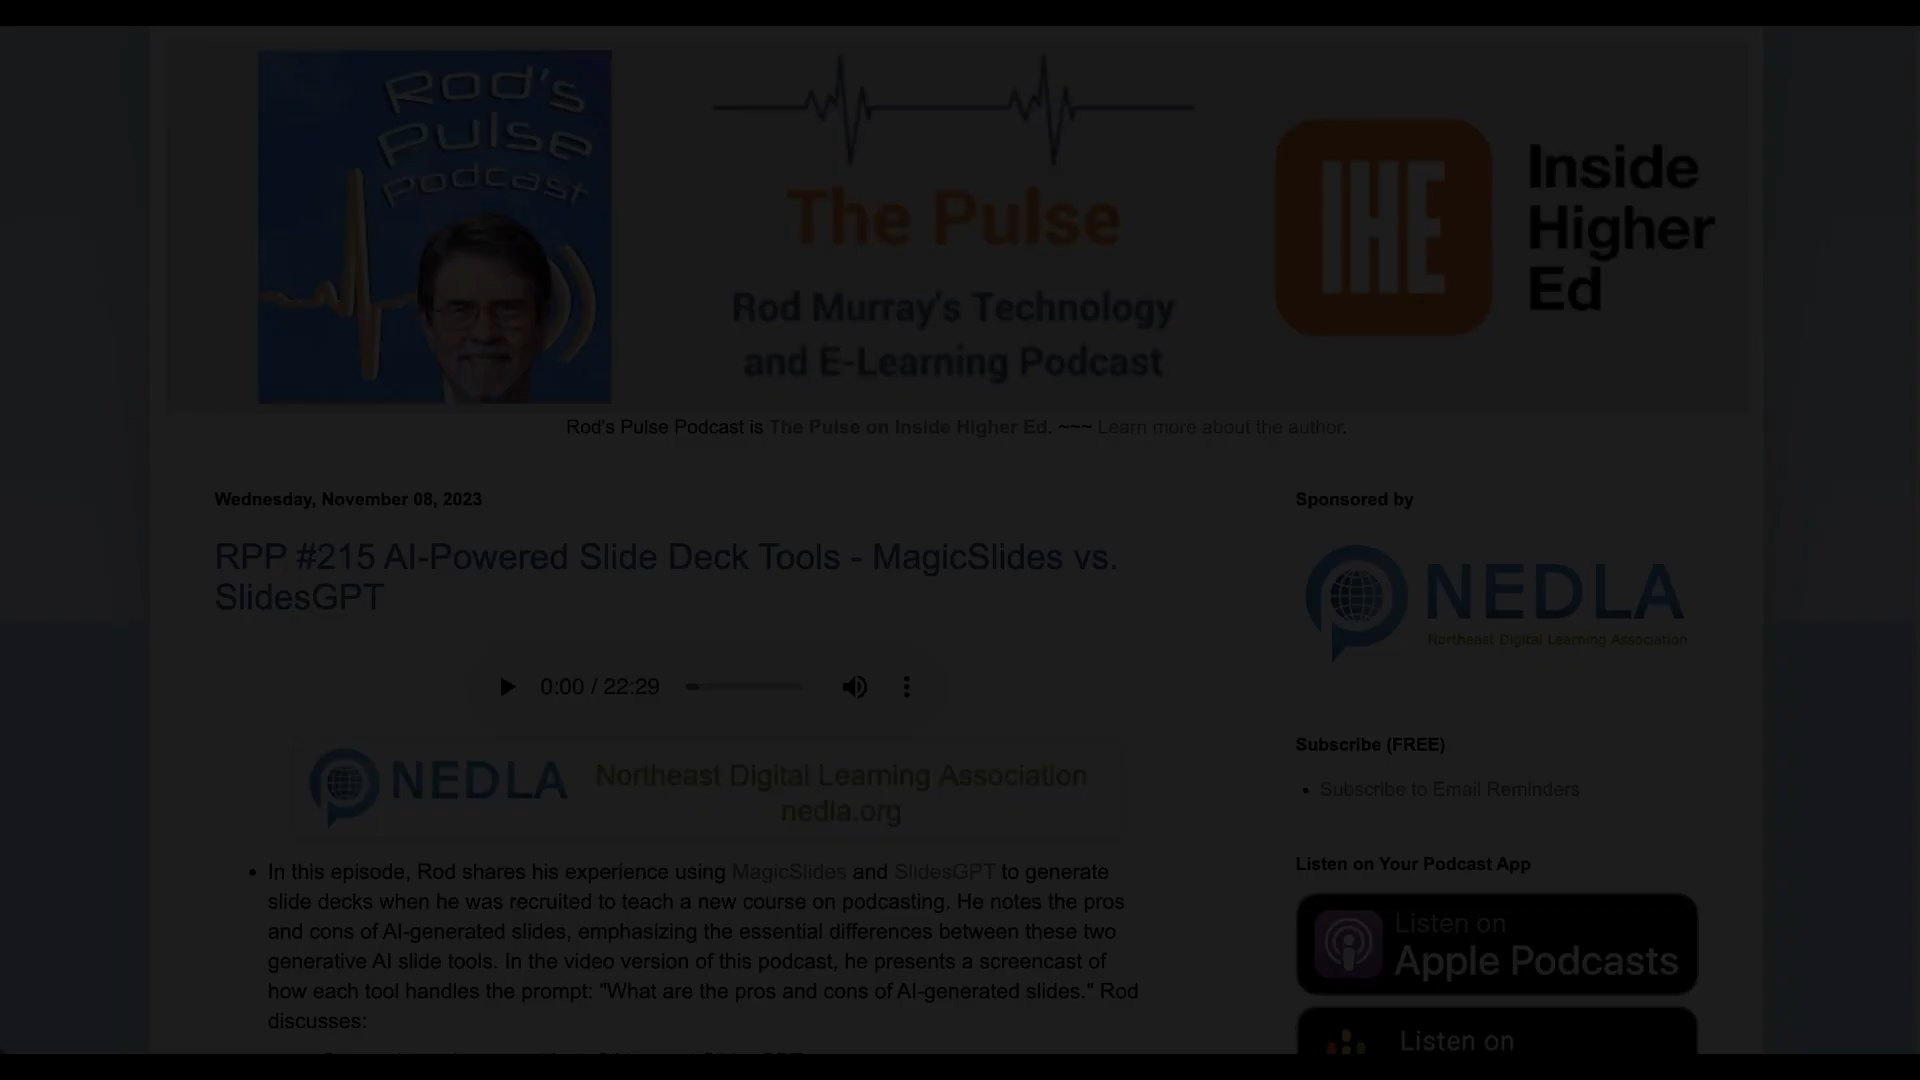 Rod's
Pulse
Podcast
The Pulse
Rod Murray's Technology
and E-Learning Podcast
IHE
Inside
Higher
Ed
Rod's Pulse Podcast is The Pulse on Inside Higher Ed. ~~~ Learn more about the author.
Wednesday, November 08, 2023
RPP #215 AI-Powered Slide Deck Tools - MagicSlides vs.
SlidesGPT
0:00 / 22:29
NEDLA
Northeast Digital Learning Association
nedla.org
In this episode, Rod shares his experience using MagicSlides and SlidesGPT to generate
slide decks when he was recruited to teach a new course on podcasting. He notes the pros
and cons of AI-generated slides, emphasizing the essential differences between these two
generative AI slide tools. In the video version of this podcast, he presents a screencast of
how each tool handles the prompt: "What are the pros and cons of AI-generated slides." Rod
discusses:
Sponsored by
NEDLA
Northeast Digital Learning Association
Subscribe (FREE)
Subscribe to Email Reminders
Listen on Your Podcast App
Listen on
Apple Podcasts
Listen on